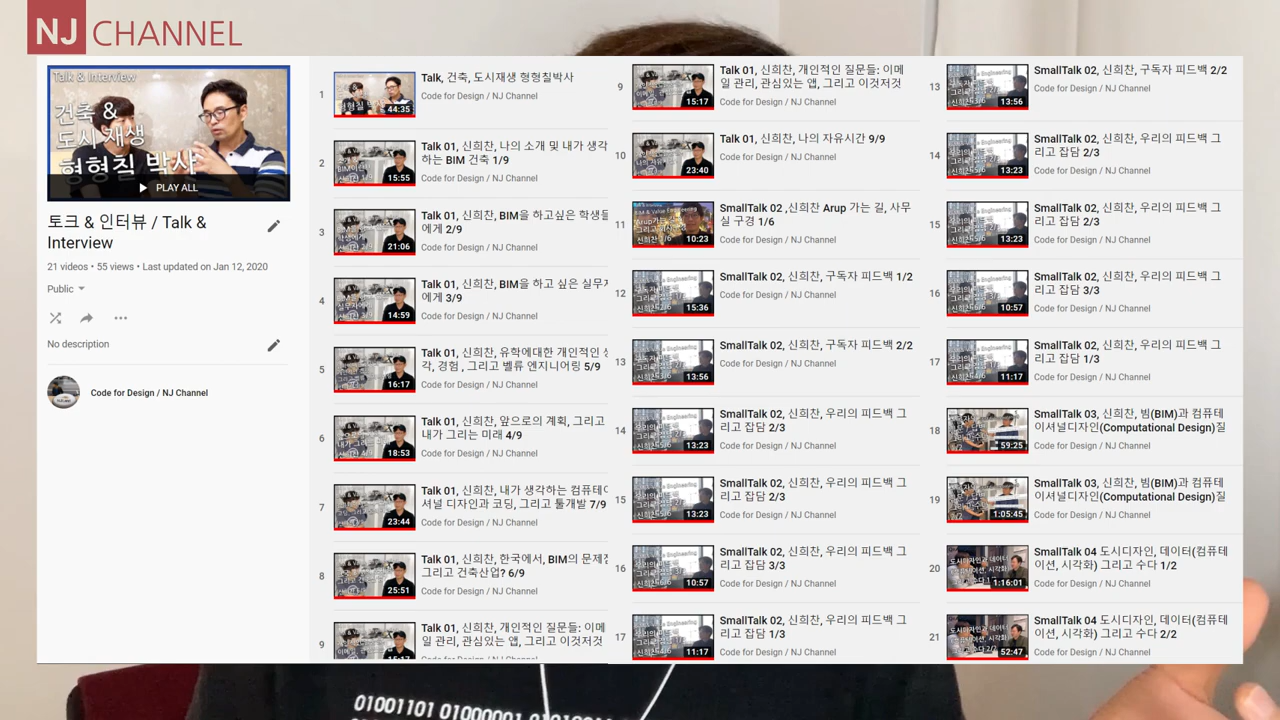 NJ CHANNEL
Talk & Interview
건축 &
도시재생
형형칠 박사
PLAY ALL
토크 & 인터뷰 / Talk &
Interview
21 videos • 55 views • Last updated on Jan 12, 2020
Public
No description
Code for Design / NJ Channel
1
44:35
Talk, 건축, 도시재생 형형칠박사
Code for Design / NJ Channel
2
15:55
Talk 01, 신희찬, 나의 소개 및 내가 생각
하는 BIM 건축 1/9
Code for Design / NJ Channel
3
21:06
Talk 01, 신희찬, BIM을 하고싶은 학생들
에게 2/9
Code for Design / NJ Channel
4
14:59
Talk 01, 신희찬, BIM을 하고 싶은 실무자
에게 3/9
Code for Design / NJ Channel
5
16:17
Talk 01, 신희찬, 유학에대한 개인적인 생
각, 경험 , 그리고 벨류 엔지니어링 5/9
Code for Design / NJ Channel
6
18:53
Talk 01, 신희찬, 앞으로의 계획, 그리고
내가 그리는 미래 4/9
Code for Design / NJ Channel
7
23:44
Talk 01, 신희찬, 내가 생각하는 컴퓨테이
셔널 디자인과 코딩, 그리고 툴개발 7/9
Code for Design / NJ Channel
8
25:51
Talk 01, 신희찬, 한국에서, BIM의 문제점
그리고 건축산업? 6/9
Code for Design / NJ Channel
9
Talk 01, 신희찬, 개인적인 질문들: 이메
일 관리, 관심있는 앱, 그리고 이것저것
9
15:17
Talk 01, 신희찬, 개인적인 질문들: 이메
일 관리, 관심있는 앱, 그리고 이것저것
Code for Design / NJ Channel
10
23:40
Talk 01, 신희찬, 나의 자유시간 9/9
Code for Design / NJ Channel
11
10:23
SmallTalk 02 ,신희찬 Arup 가는 길, 사무
실 구경 1/6
Code for Design / NJ Channel
12
15:36
SmallTalk 02, 신희찬, 구독자 피드백 1/2
Code for Design / NJ Channel
13
13:56
SmallTalk 02, 신희찬, 구독자 피드백 2/2
Code for Design / NJ Channel
14
13:23
SmallTalk 02, 신희찬, 우리의 피드백 그
리고 잡담 2/3
Code for Design / NJ Channel
15
13:23
SmallTalk 02, 신희찬, 우리의 피드백 그
리고 잡담 2/3
Code for Design / NJ Channel
16
10:57
SmallTalk 02, 신희찬, 우리의 피드백 그
리고 잡담 3/3
Code for Design / NJ Channel
17
11:17
SmallTalk 02, 신희찬, 우리의 피드백 그
리고 잡담 1/3
Code for Design / NJ Channel
13
13:56
SmallTalk 02, 신희찬, 구독자 피드백 2/2
Code for Design / NJ Channel
14
13:23
SmallTalk 02, 신희찬, 우리의 피드백 그
리고 잡담 2/3
Code for Design / NJ Channel
15
13:23
SmallTalk 02, 신희찬, 우리의 피드백 그
리고 잡담 2/3
Code for Design / NJ Channel
16
10:57
SmallTalk 02, 신희찬, 우리의 피드백 그
리고 잡담 3/3
Code for Design / NJ Channel
17
11:17
SmallTalk 02, 신희찬, 우리의 피드백 그
리고 잡담 1/3
Code for Design / NJ Channel
18
59:25
SmallTalk 03, 신희찬, 빔(BIM)과 컴퓨테
이셔널디자인(Computational Design)질
Code for Design / NJ Channel
19
1:05:45
SmallTalk 03, 신희찬, 빔(BIM)과 컴퓨테
이셔널디자인(Computational Design)질
Code for Design / NJ Channel
20
1:16:01
SmallTalk 04 도시디자인, 데이터(컴퓨테
이션, 시각화) 그리고 수다 1/2
Code for Design / NJ Channel
21
52:47
SmallTalk 04 도시디자인, 데이터(컴퓨테
이션, 시각화) 그리고 수다 2/2
Code for Design / NJ Channel
01001101 01000001